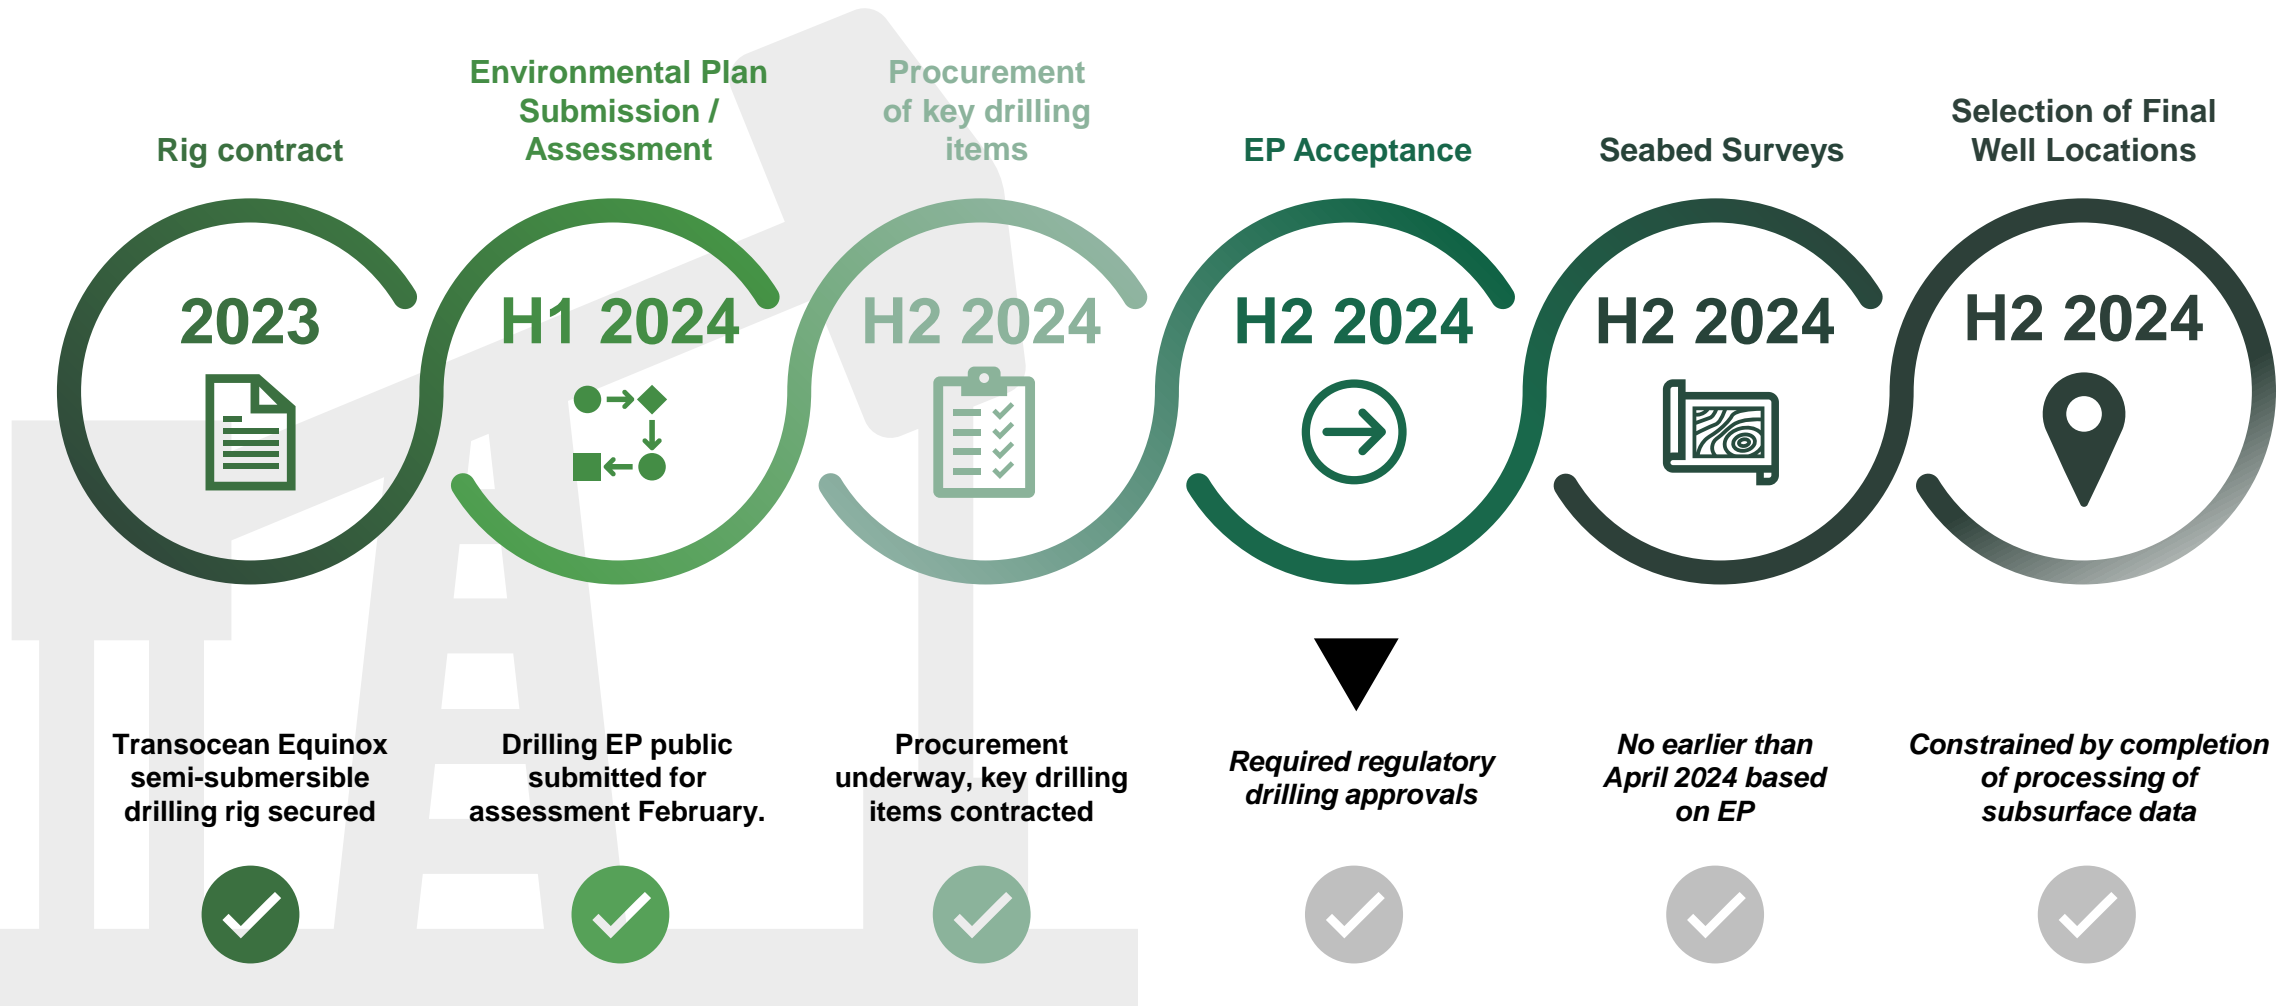 Rig contract
Environmental Plan
Submission /
Assessment
Procurement
of key drilling
items
EP Acceptance
Seabed Surveys
Selection of Final
Well Locations
2023
H1 2024
H2 2024
H2 2024
H2 2024
H2 2024
Transocean Equinox
semi-submersible
drilling rig secured
Drilling EP public
submitted for
assessment February.
Procurement
underway, key drilling
items contracted
Required regulatory
drilling approvals
No earlier than
April 2024 based
on EP
Constrained by completion
of processing of
subsurface data